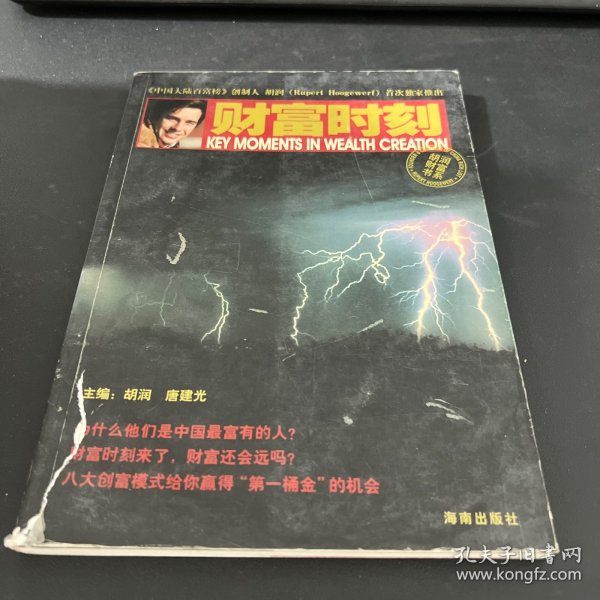 《中国大陆百富榜》创制人 胡润（Rupert Hoogewerf）首次独家推出
财富时刻
KEY MOMENTS IN WEALTH CREATION
胡润
财富
书系
主编：胡润 唐建光
为什么他们是中国最富有的人？
财富时刻来了，财富还会远吗？
八大创富模式给你赢得“第一桶金”的机会
海南出版社
孔夫子旧书网
www.kongfz.com